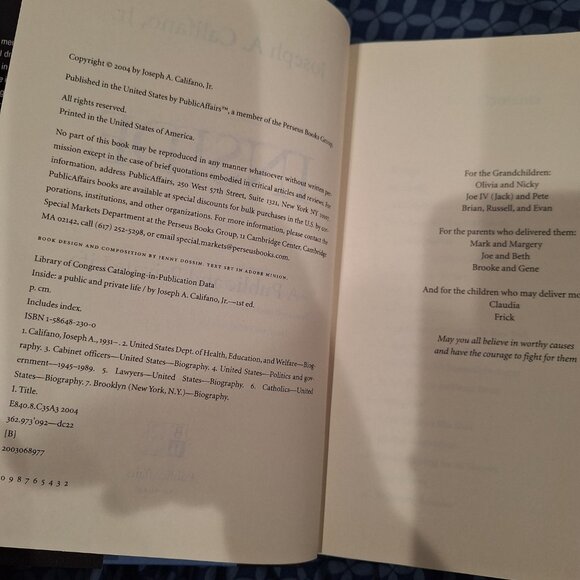 Copyright © 2004 by Joseph A. Califano, Jr.
Published in the United States by PublicAffairs™, a member of the Perseus Books Group.
All rights reserved.
Printed in the United States of America.
No part of this book may be reproduced in any manner whatsoever without written per-
mission except in the case of brief quotations embodied in critical articles and reviews. For
information, address PublicAffairs, 250 West 57th Street, Suite 1321, New York NY 10107.
PublicAffairs books are available at special discounts for bulk purchases in the U.S. by cor-
porations, institutions, and other organizations. For more information, please contact the
Special Markets Department at the Perseus Books Group, 11 Cambridge Center, Cambridge
MA 02142, call (617) 252-5298, or email special.markets@perseusbooks.com.
BOOK DESIGN AND COMPOSITION BY JENNY DOSSIN. TEXT SET IN ADOBE MINION.
Library of Congress Cataloging-in-Publication Data
Inside: a public and private life / by Joseph A. Califano, Jr.—1st ed.
p. cm.
Includes index.
ISBN 1-58648-230-0
1. Califano, Joseph A., 1931– . 2. United States Dept. of Health, Education, and Welfare—Biog-
raphy. 3. Cabinet officers—United States—Biography. 4. United States—Politics and gov-
ernment—1945–1989. 5. Lawyers—United States—Biography. 6. Catholics—United
States—Biography. 7. Brooklyn (New York, N.Y.)—Biography.
I. Title.
E840.8.C35A3 2004
362.973'092—dc22
[B]
2003068977
0 9 8 7 6 5 4 3 2
For the Grandchildren:
Olivia and Nicky
Joe IV (Jack) and Pete
Brian, Russell, and Evan
For the parents who delivered them:
Mark and Margery
Joe and Beth
Brooke and Gene
And for the children who may deliver mo
Claudia
Frick
May you all believe in worthy causes
and have the courage to fight for them